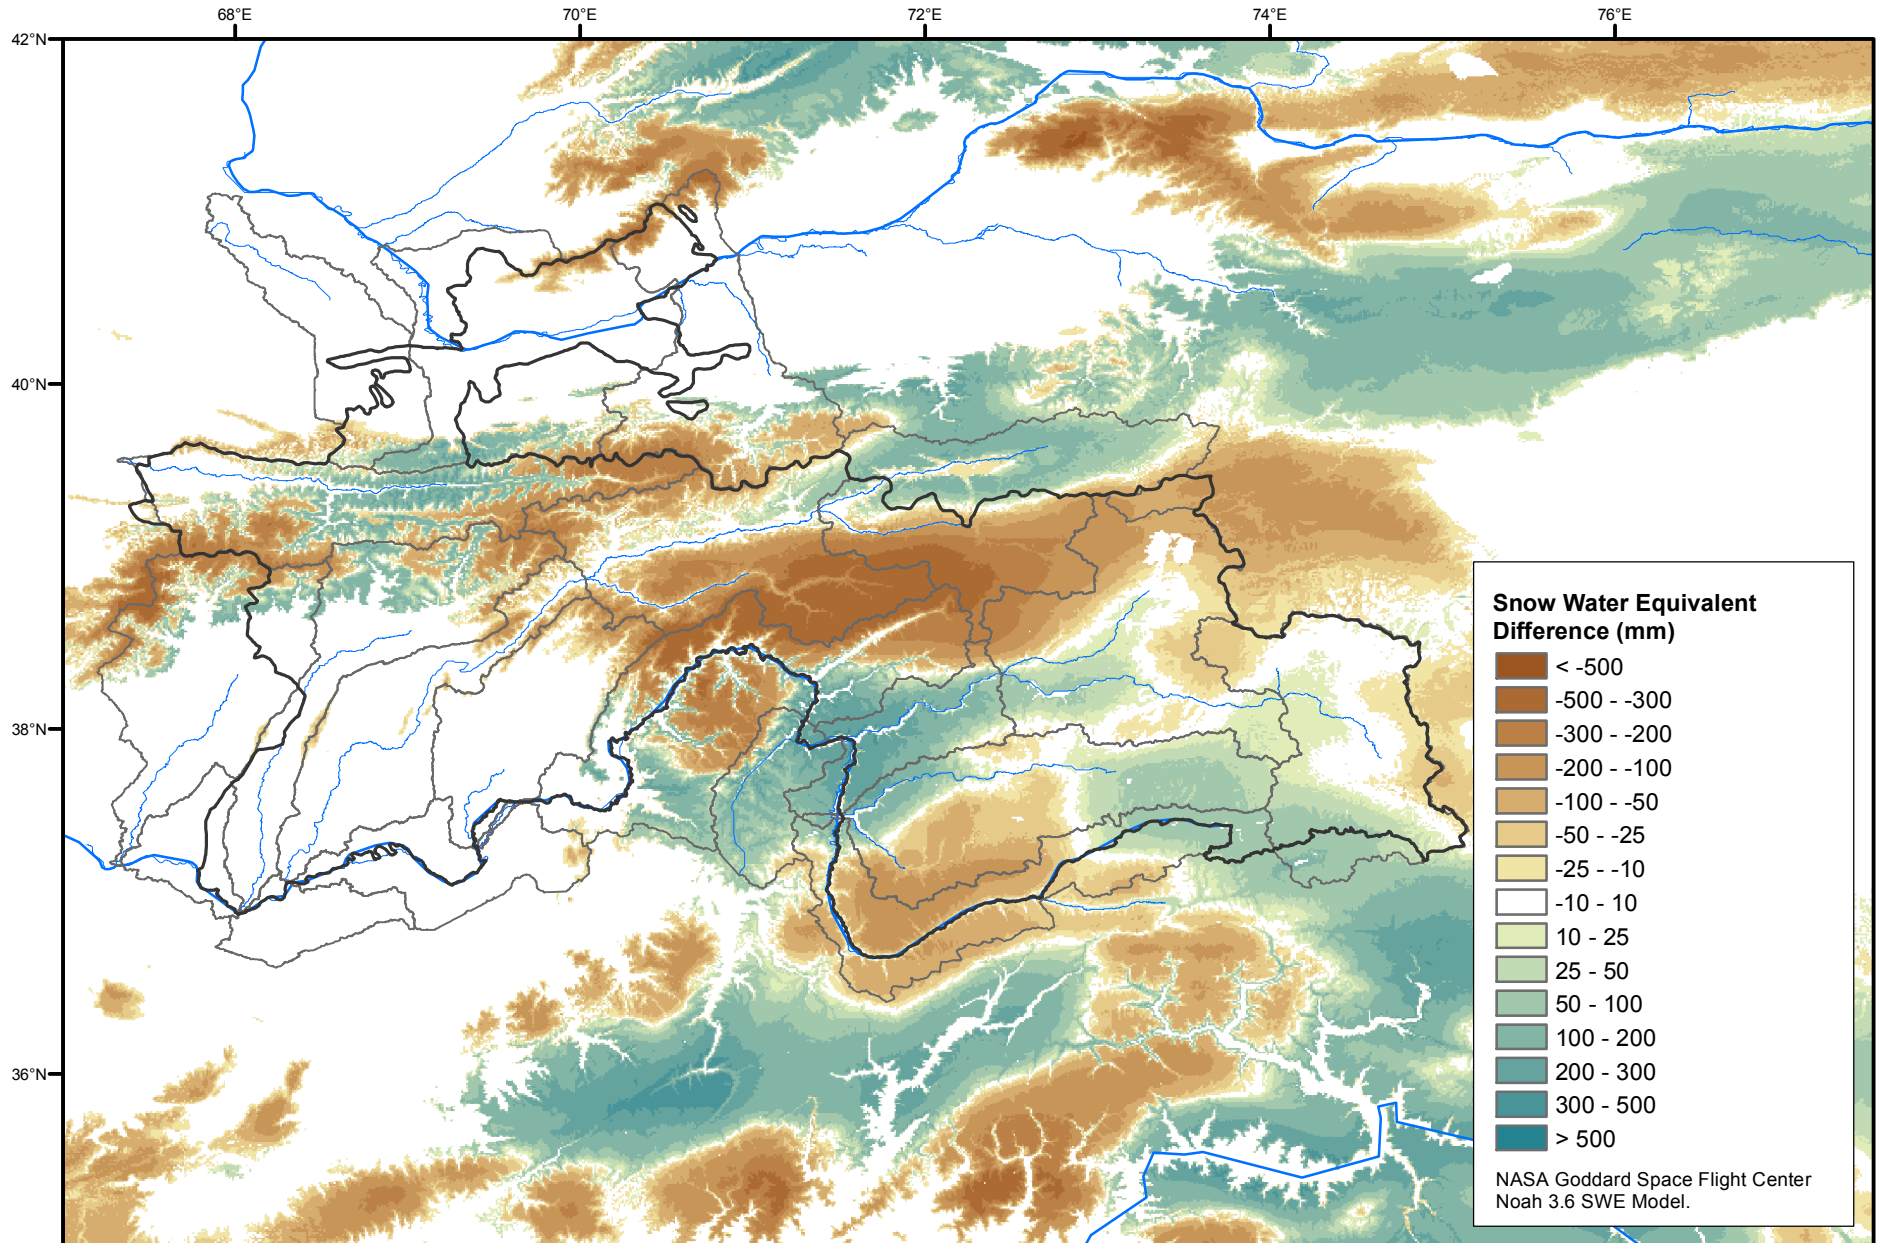 68°E
70°E
72°E
74°E
76°E
42°N
40°N
38°N
36°N
Snow Water Equivalent
Difference (mm)
< -500
-500 - -300
-300 - -200
-200 - -100
-100 - -50
-50 - -25
-25 - -10
-10 - 10
10 - 25
25 - 50
50 - 100
100 - 200
200 - 300
300 - 500
> 500
NASA Goddard Space Flight Center
Noah 3.6 SWE Model.